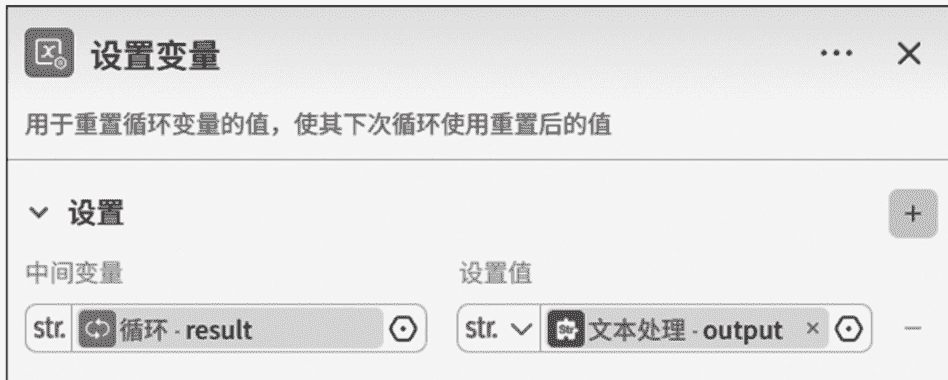 设置变量
用于重置循环变量的值，使其下次循环使用重置后的值
设置
中间变量 设置值
str. 循环 - result str. Str 文本处理 - output